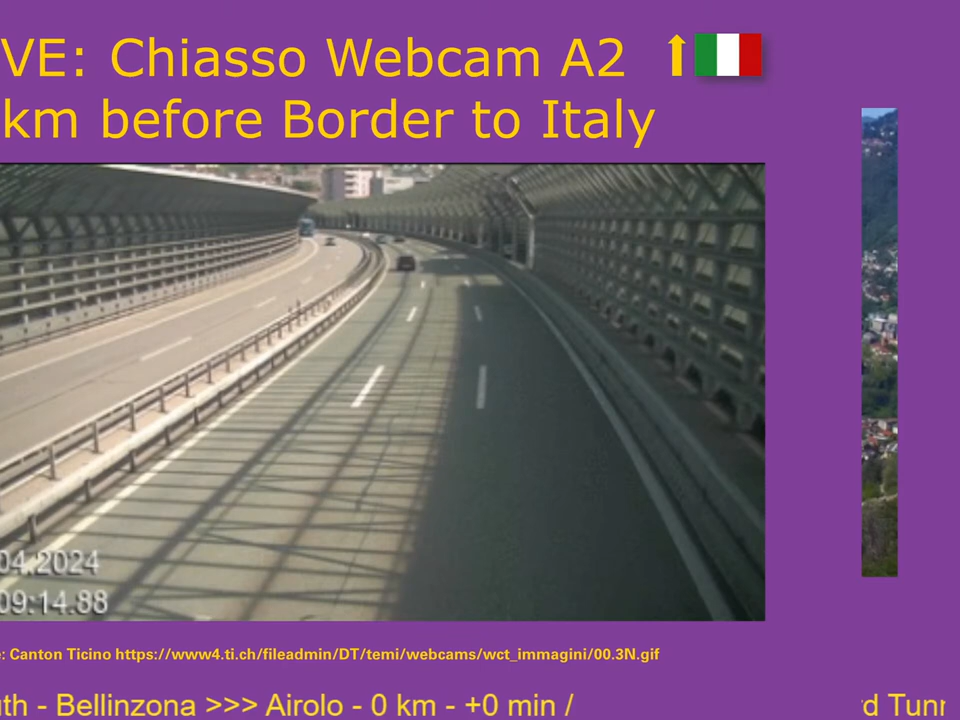 VE: Chiasso Webcam A2
km before Border to Italy
04.2024
09:14.88
: Canton Ticino https://www4.ti.ch/fileadmin/DT/temi/webcams/wct_immagini/00.3N.gif
th - Bellinzona >>> Airolo - 0 km - +0 min /
d Tunn